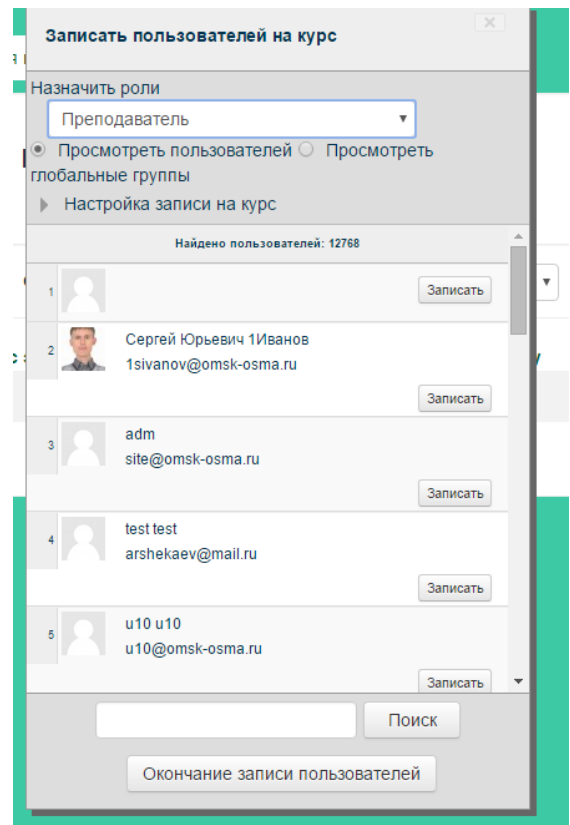 Записать пользователей на курс
Назначить роли
Преподаватель
Просмотреть пользователей Просмотреть
глобальные группы
Настройка записи на курс
Найдено пользователей: 12768
1 Записать
2 Сергей Юрьевич 1Иванов
1sivanov@omsk-osma.ru
Записать
3 adm
site@omsk-osma.ru
Записать
4 test test
arshekaev@mail.ru
Записать
5 u10 u10
u10@omsk-osma.ru
Записать
Поиск
Окончание записи пользователей